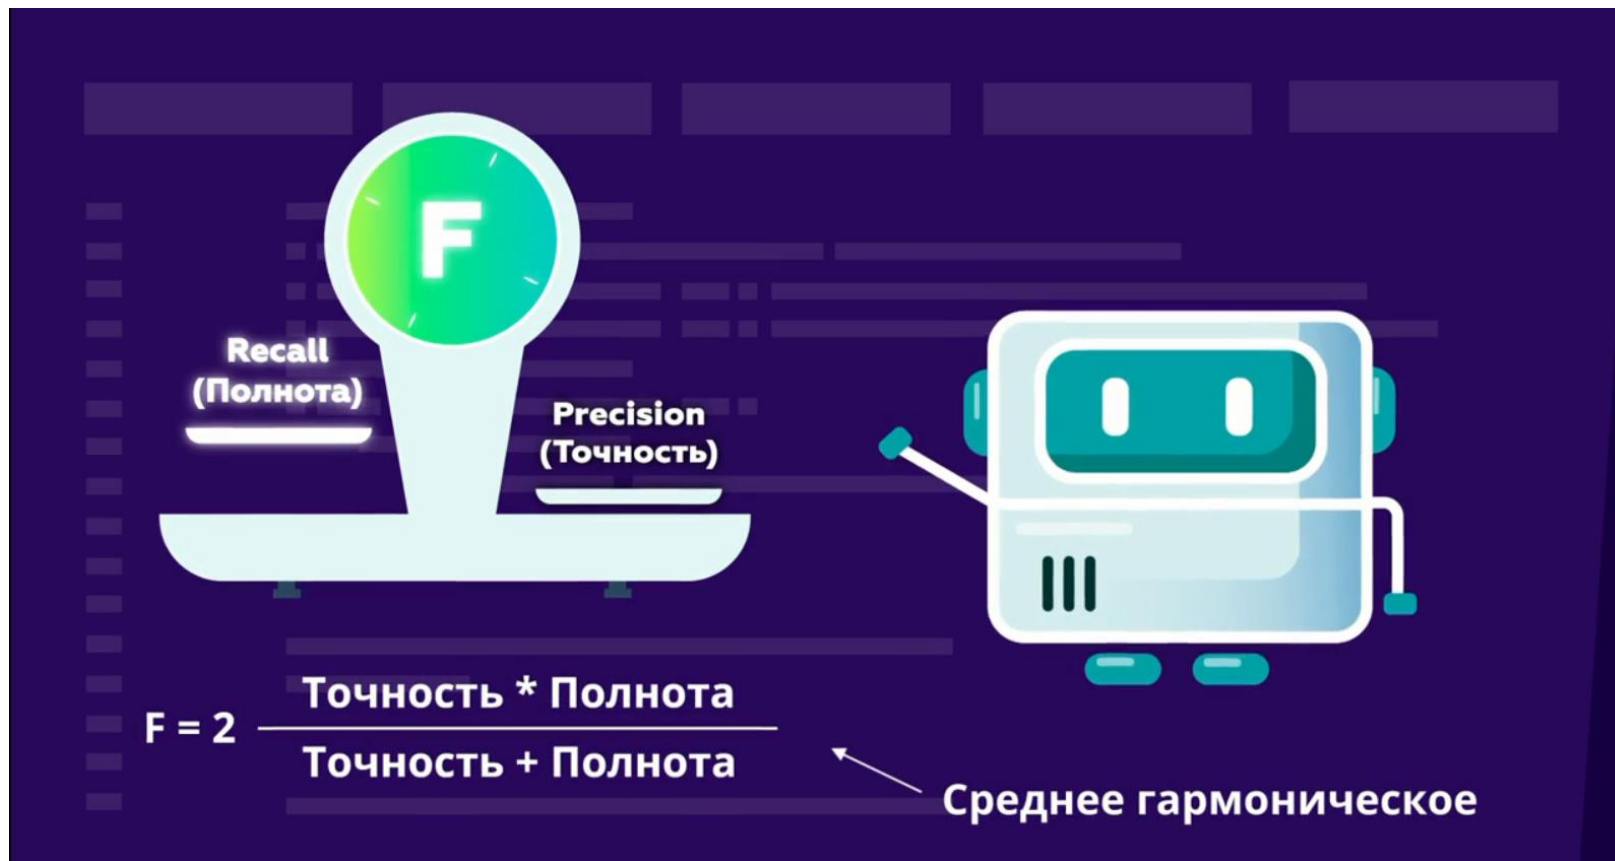 F
Recall
(Полнота)
Precision
(Точность)
F = 2
Точность * Полнота
Точность + Полнота
Среднее гармоническое